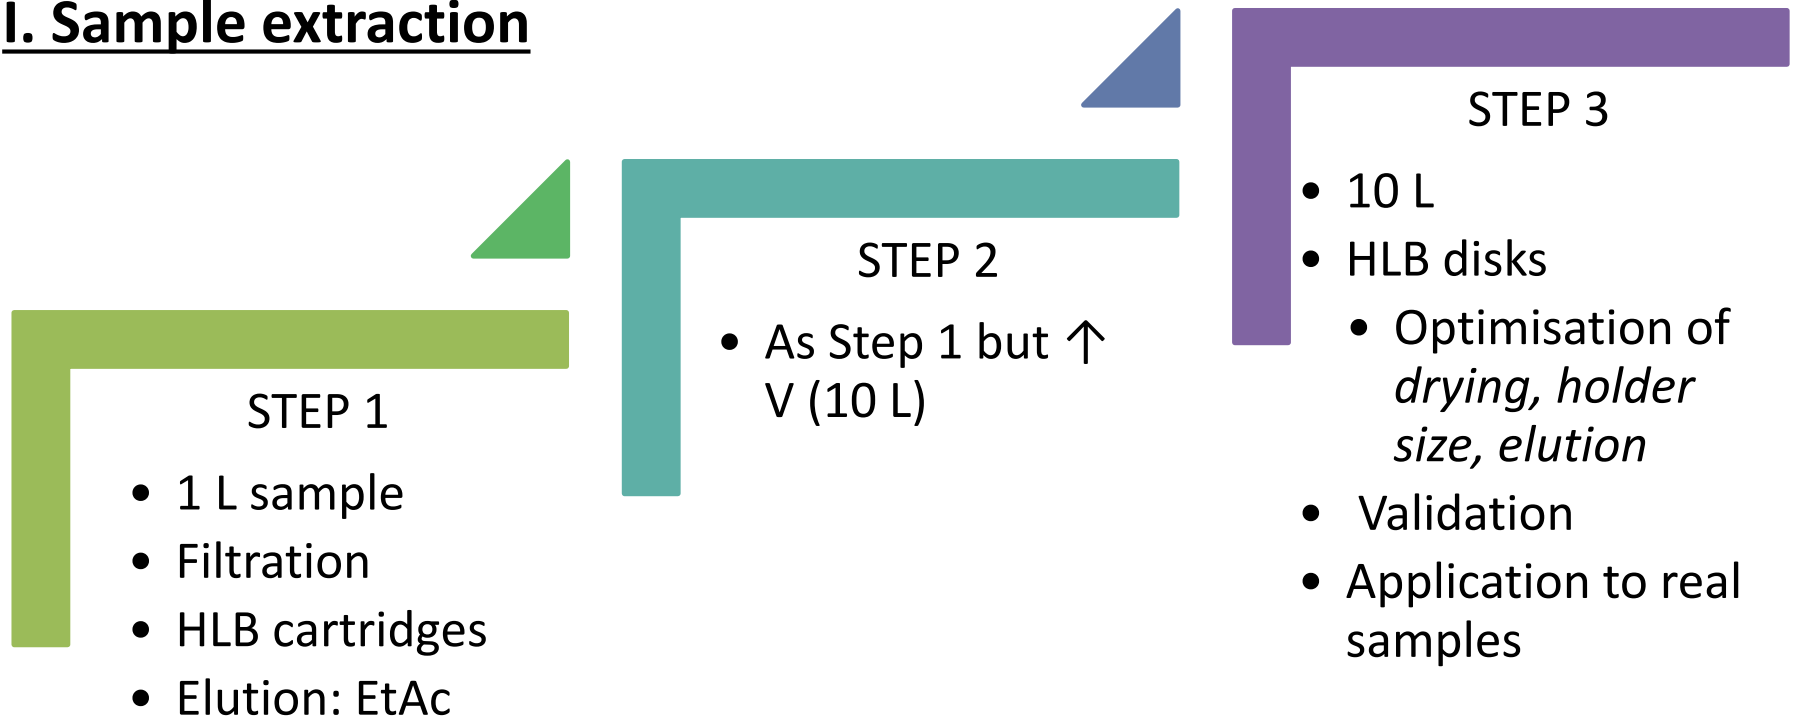 I. Sample extraction
STEP 1
• 1 L sample
• Filtration
• HLB cartridges
• Elution: EtAc
STEP 2
• As Step 1 but ↑
V (10 L)
STEP 3
• 10 L
• HLB disks
• Optimisation of
drying, holder
size, elution
• Validation
• Application to real
samples